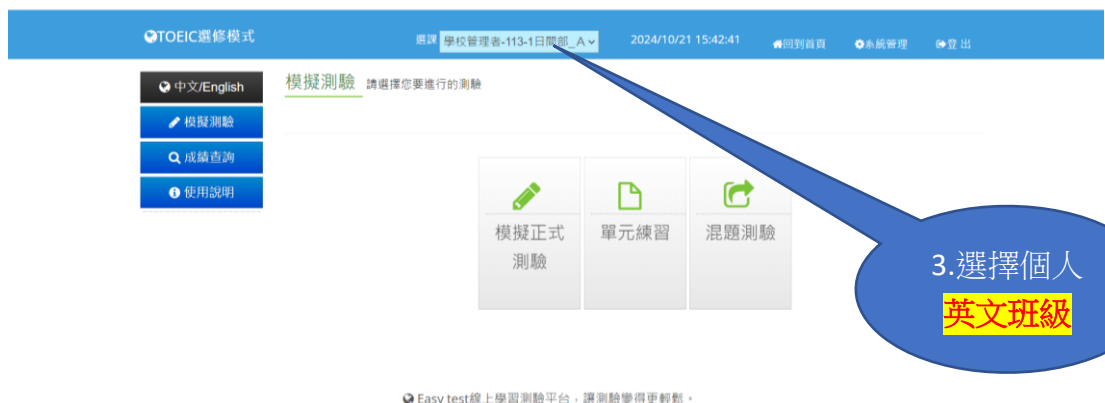 TOEIC選修模式
選課 學校管理者-113-1日間部_A 2024/10/21 15:42:41 回到首頁 系統管理 登出
中文/English
模擬測驗
成績查詢
使用說明
模擬測驗 請選擇您要進行的測驗
模擬正式
測驗
單元練習
混題測驗
3.選擇個人
英文班級
Easy test線上學習測驗平台,讓測驗變得更輕鬆。